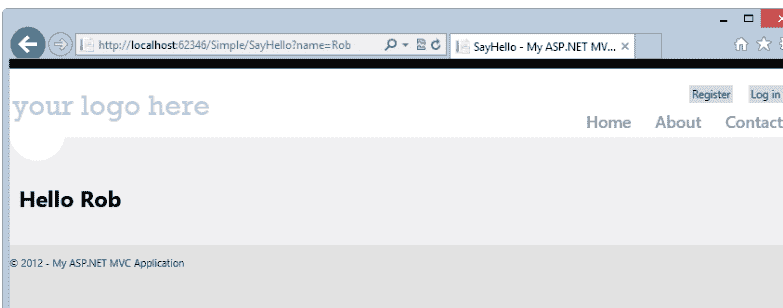 http://localhost:62346/Simple/SayHello?name=Rob
SayHello - My ASP.NET MV...
Register Log in
your logo here
Home About Contact
Hello Rob
© 2012 - My ASP.NET MVC Application